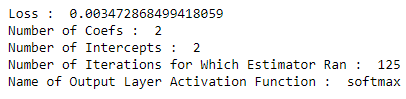 Loss :  0.003472868499418059
Number of Coefs :  2
Number of Intercepts :  2
Number of Iterations for Which Estimator Ran :  125
Name of Output Layer Activation Function :  softmax